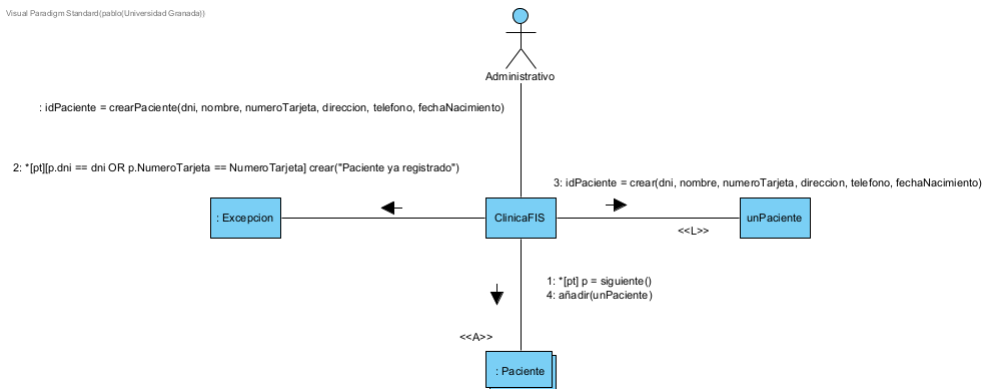 Visual Paradigm Standard(pablo(Universidad Granada))
Administrativo
: idPaciente = crearPaciente(dni, nombre, numeroTarjeta, direccion, telefono, fechaNacimiento)
2: *[pt][p.dni == dni OR p.NumeroTarjeta == NumeroTarjeta] crear("Paciente ya registrado")
3: idPaciente = crear(dni, nombre, numeroTarjeta, direccion, telefono, fechaNacimiento)
: Excepcion
ClinicaFIS
unPaciente
<<L>>
1: *[pt] p = siguiente()
4: añadir(unPaciente)
<<A>>
: Paciente